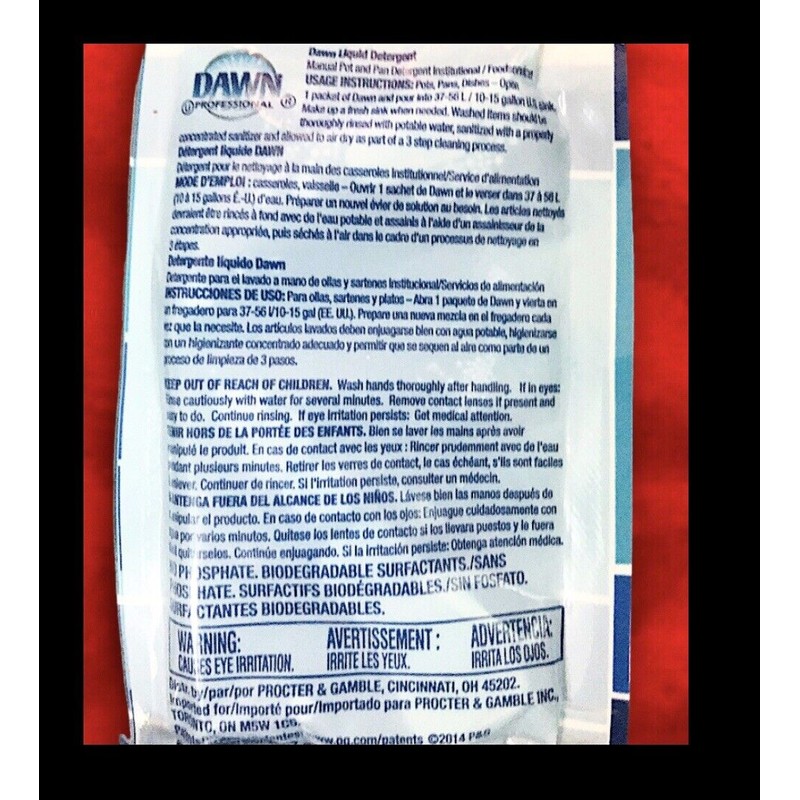 DAWN
PROFESSIONAL ®
Dawn Liquid Detergent
Manual Pot and Pan Detergent Institutional / Foodservice
USAGE INSTRUCTIONS: Pots, Pans, Dishes – Open
1 packet of Dawn and pour into 37-56 L / 10-15 gallon U.S. sink.
Make up a fresh sink when needed. Washed items should be
thoroughly rinsed with potable water, sanitized with a properly
concentrated sanitizer and allowed to air dry as part of a 3 step cleaning process.
Détergent liquide DAWN
Détergent pour le nettoyage à la main des casseroles Institutionnel/Service d'alimentation
MODE D'EMPLOI : casseroles, vaisselle – Ouvrir 1 sachet de Dawn et le verser dans 37 à 56 L
(10 à 15 gallons É.-U.) d'eau. Préparer un nouvel évier de solution au besoin. Les articles nettoyés
devraient être rincés à fond avec de l'eau potable et assainis à l'aide d'un assainisseur de la
concentration appropriée, puis séchés à l'air dans le cadre d'un processus de nettoyage en
3 étapes.
Detergente líquido Dawn
Detergente para el lavado a mano de ollas y sartenes Institucional/Servicios de alimentación
INSTRUCCIONES DE USO: Para ollas, sartenes y platos – Abra 1 paquete de Dawn y vierta en
un fregadero para 37-56 l/10-15 gal (EE. UU.). Prepare una nueva mezcla en el fregadero cada
ez que la necesite. Los artículos lavados deben enjuagarse bien con agua potable, higienizarse
on un higienizante concentrado adecuado y permitir que se sequen al aire como parte de un
roceso de limpieza de 3 pasos.
EEP OUT OF REACH OF CHILDREN. Wash hands thoroughly after handling. If in eyes:
inse cautiously with water for several minutes. Remove contact lenses if present and
asy to do. Continue rinsing. If eye irritation persists: Get medical attention.
ENIR HORS DE LA PORTÉE DES ENFANTS. Bien se laver les mains après avoir
anipulé le produit. En cas de contact avec les yeux : Rincer prudemment avec de l'eau
endant plusieurs minutes. Retirer les verres de contact, le cas échéant, s'ils sont faciles
enlever. Continuer de rincer. Si l'irritation persiste, consulter un médecin.
ANTENGA FUERA DEL ALCANCE DE LOS NIÑOS. Lávese bien las manos después de
anipular el producto. En caso de contacto con los ojos: Enjuague cuidadosamente con
ua por varios minutos. Quítese los lentes de contacto si los llevara puestos y le fuera
il quitárselos. Continúe enjuagando. Si la irritación persiste: Obtenga atención médica.
NO PHOSPHATE. BIODEGRADABLE SURFACTANTS./SANS
PHOSPHATE. SURFACTIFS BIODÉGRADABLES./SIN FOSFATO.
SURFACTANTES BIODEGRADABLES.
WARNING: AVERTISSEMENT : ADVERTENCIA:
CAUSES EYE IRRITATION. IRRITE LES YEUX. IRRITA LOS OJOS.
Distr. by/par/por PROCTER & GAMBLE, CINCINNATI, OH 45202.
Imported for/Importé pour/Importado para PROCTER & GAMBLE INC.,
TORONTO, ON M5W 1C5.
www.pg.com/patents ©2014 P&G